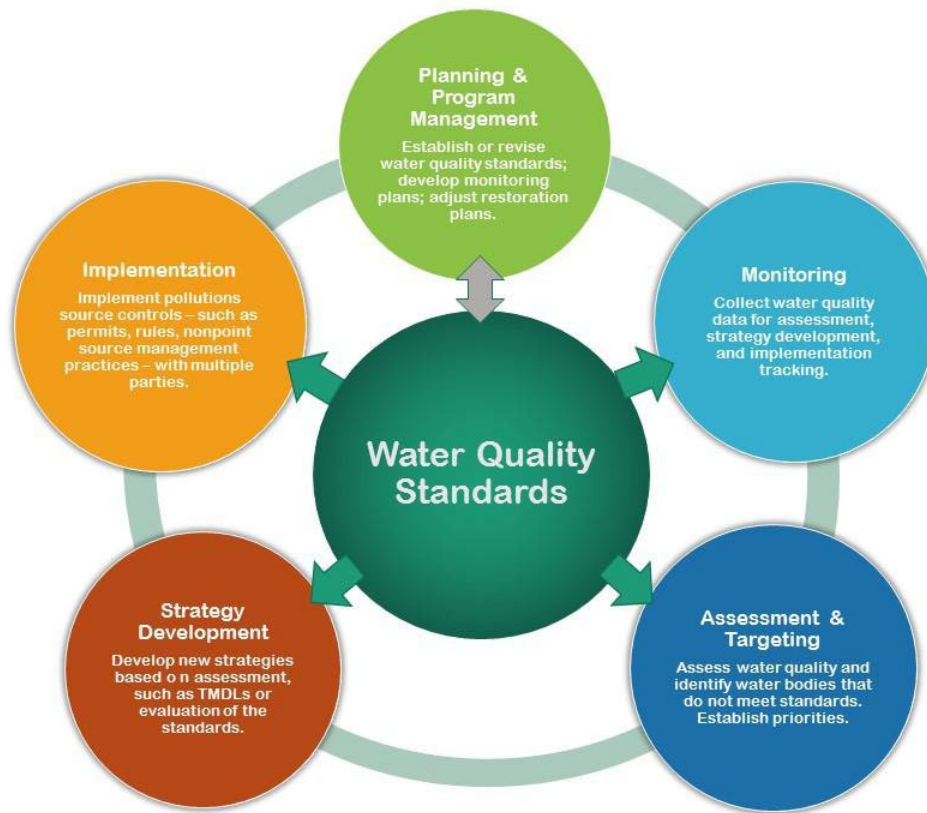 Planning &
Program
Management
Establish or revise
water quality standards;
develop monitoring
plans; adjust restoration
plans.
Implementation
Implement pollutions
source controls – such as
permits, rules, nonpoint
source management
practices – with multiple
parties.
Monitoring
Collect water quality
data for assessment,
strategy development,
and implementation
tracking.
Water Quality
Standards
Strategy
Development
Develop new strategies
based on assessment,
such as TMDLs or
evaluation of the
standards.
Assessment &
Targeting
Assess water quality and
identify water bodies that
do not meet standards.
Establish priorities.